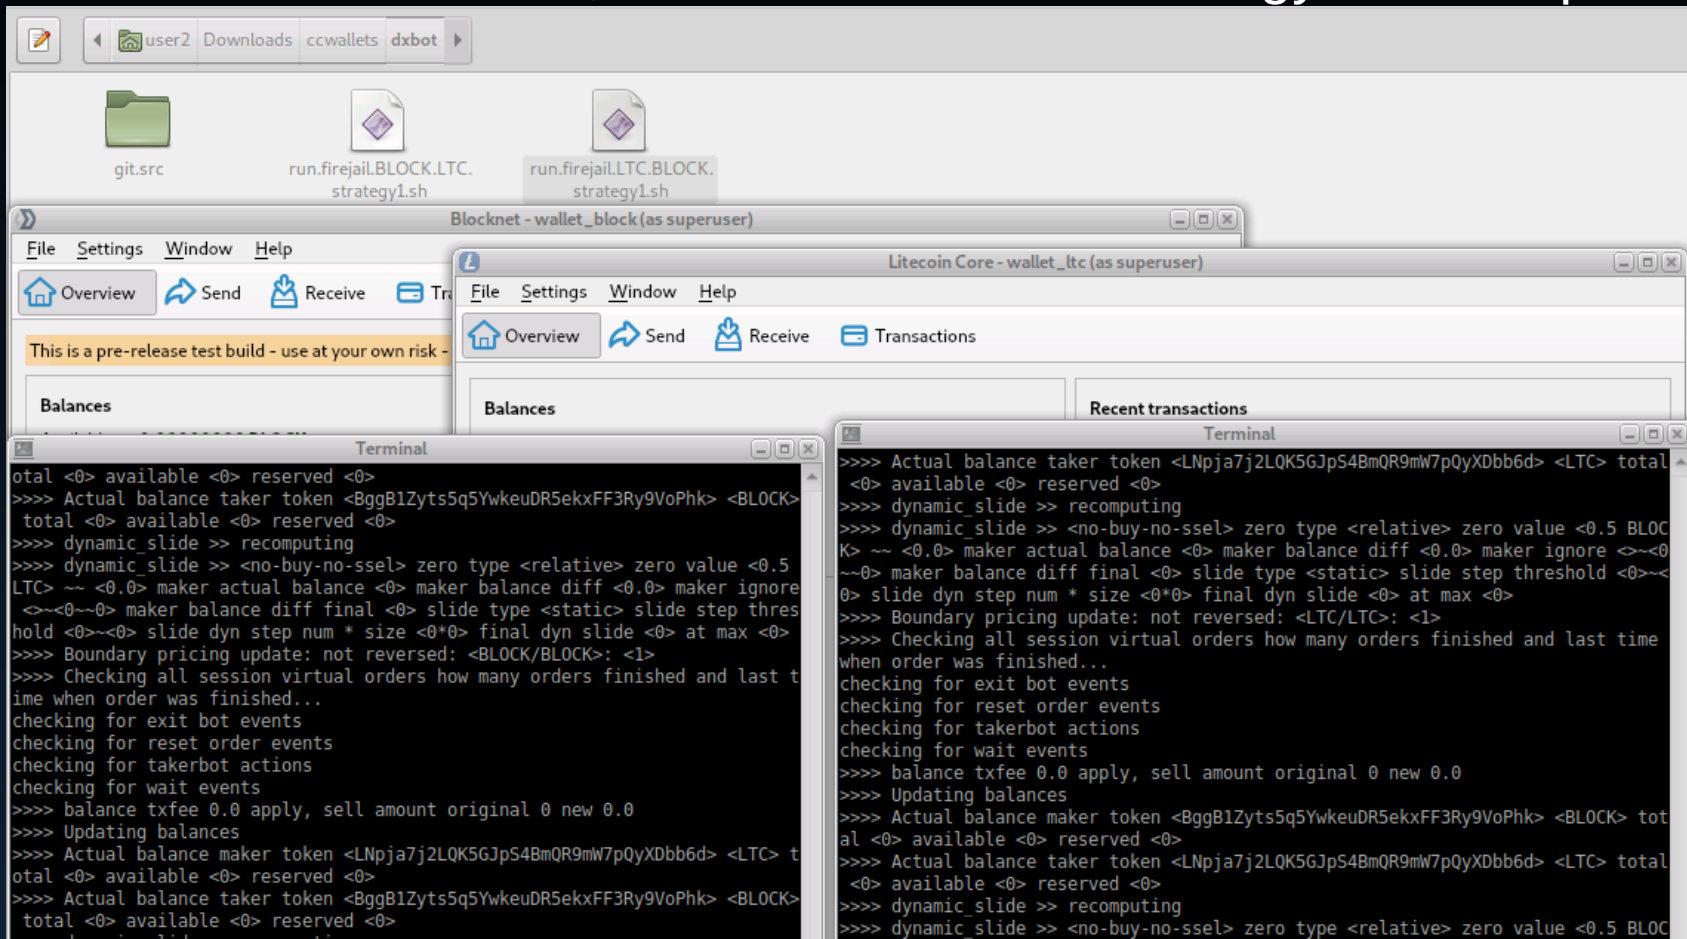 user2 Downloads ccwallets dxbot
git.src
run.firejail.BLOCK.LTC.
strategy1.sh
run.firejail.LTC.BLOCK.
strategy1.sh
Blocknet - wallet_block (as superuser)
File Settings Window Help
Overview Send Receive
This is a pre-release test build - use at your own risk -
Balances
Litecoin Core - wallet_ltc (as superuser)
File Settings Window Help
Overview Send Receive Transactions
Balances
Recent transactions
Terminal
otal <0> available <0> reserved <0>
>>>> Actual balance taker token <BggB1Zyts5q5YwkeuDR5ekxFF3Ry9VoPhk> <BLOCK>
total <0> available <0> reserved <0>
>>>> dynamic_slide >> recomputing
>>>> dynamic_slide >> <no-buy-no-ssel> zero type <relative> zero value <0.5
LTC> ~~ <0.0> maker actual balance <0> maker balance diff <0.0> maker ignore
<>~<0~~0> maker balance diff final <0> slide type <static> slide step thres
hold <0>~<0> slide dyn step num * size <0*0> final dyn slide <0> at max <0>
>>>> Boundary pricing update: not reversed: <BLOCK/BLOCK>: <1>
>>>> Checking all session virtual orders how many orders finished and last t
ime when order was finished...
checking for exit bot events
checking for reset order events
checking for takerbot actions
checking for wait events
>>>> balance txfee 0.0 apply, sell amount original 0 new 0.0
>>>> Updating balances
>>>> Actual balance maker token <LNpja7j2LQK5GJpS4BmQR9mW7pQyXDbb6d> <LTC> t
otal <0> available <0> reserved <0>
>>>> Actual balance taker token <BggB1Zyts5q5YwkeuDR5ekxFF3Ry9VoPhk> <BLOCK>
total <0> available <0> reserved <0>
Terminal
>>>> Actual balance taker token <LNpja7j2LQK5GJpS4BmQR9mW7pQyXDbb6d> <LTC> total
<0> available <0> reserved <0>
>>>> dynamic_slide >> recomputing
>>>> dynamic_slide >> <no-buy-no-ssel> zero type <relative> zero value <0.5 BLOC
K> ~~ <0.0> maker actual balance <0> maker balance diff <0.0> maker ignore <>~<0
~~0> maker balance diff final <0> slide type <static> slide step threshold <0>~<
0> slide dyn step num * size <0*0> final dyn slide <0> at max <0>
>>>> Boundary pricing update: not reversed: <LTC/LTC>: <1>
>>>> Checking all session virtual orders how many orders finished and last time
when order was finished...
checking for exit bot events
checking for reset order events
checking for takerbot actions
checking for wait events
>>>> balance txfee 0.0 apply, sell amount original 0 new 0.0
>>>> Updating balances
>>>> Actual balance maker token <BggB1Zyts5q5YwkeuDR5ekxFF3Ry9VoPhk> <BLOCK> tot
al <0> available <0> reserved <0>
>>>> Actual balance taker token <LNpja7j2LQK5GJpS4BmQR9mW7pQyXDbb6d> <LTC> total
<0> available <0> reserved <0>
>>>> dynamic_slide >> recomputing
>>>> dynamic_slide >> <no-buy-no-ssel> zero type <relative> zero value <0.5 BLOC